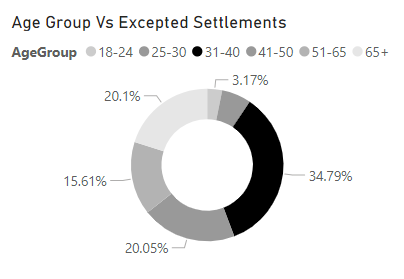 Age Group Vs Excepted Settlements
AgeGroup 18-24 25-30 31-40 41-50 51-65 65+
3.17%
20.1%
34.79%
15.61%
20.05%